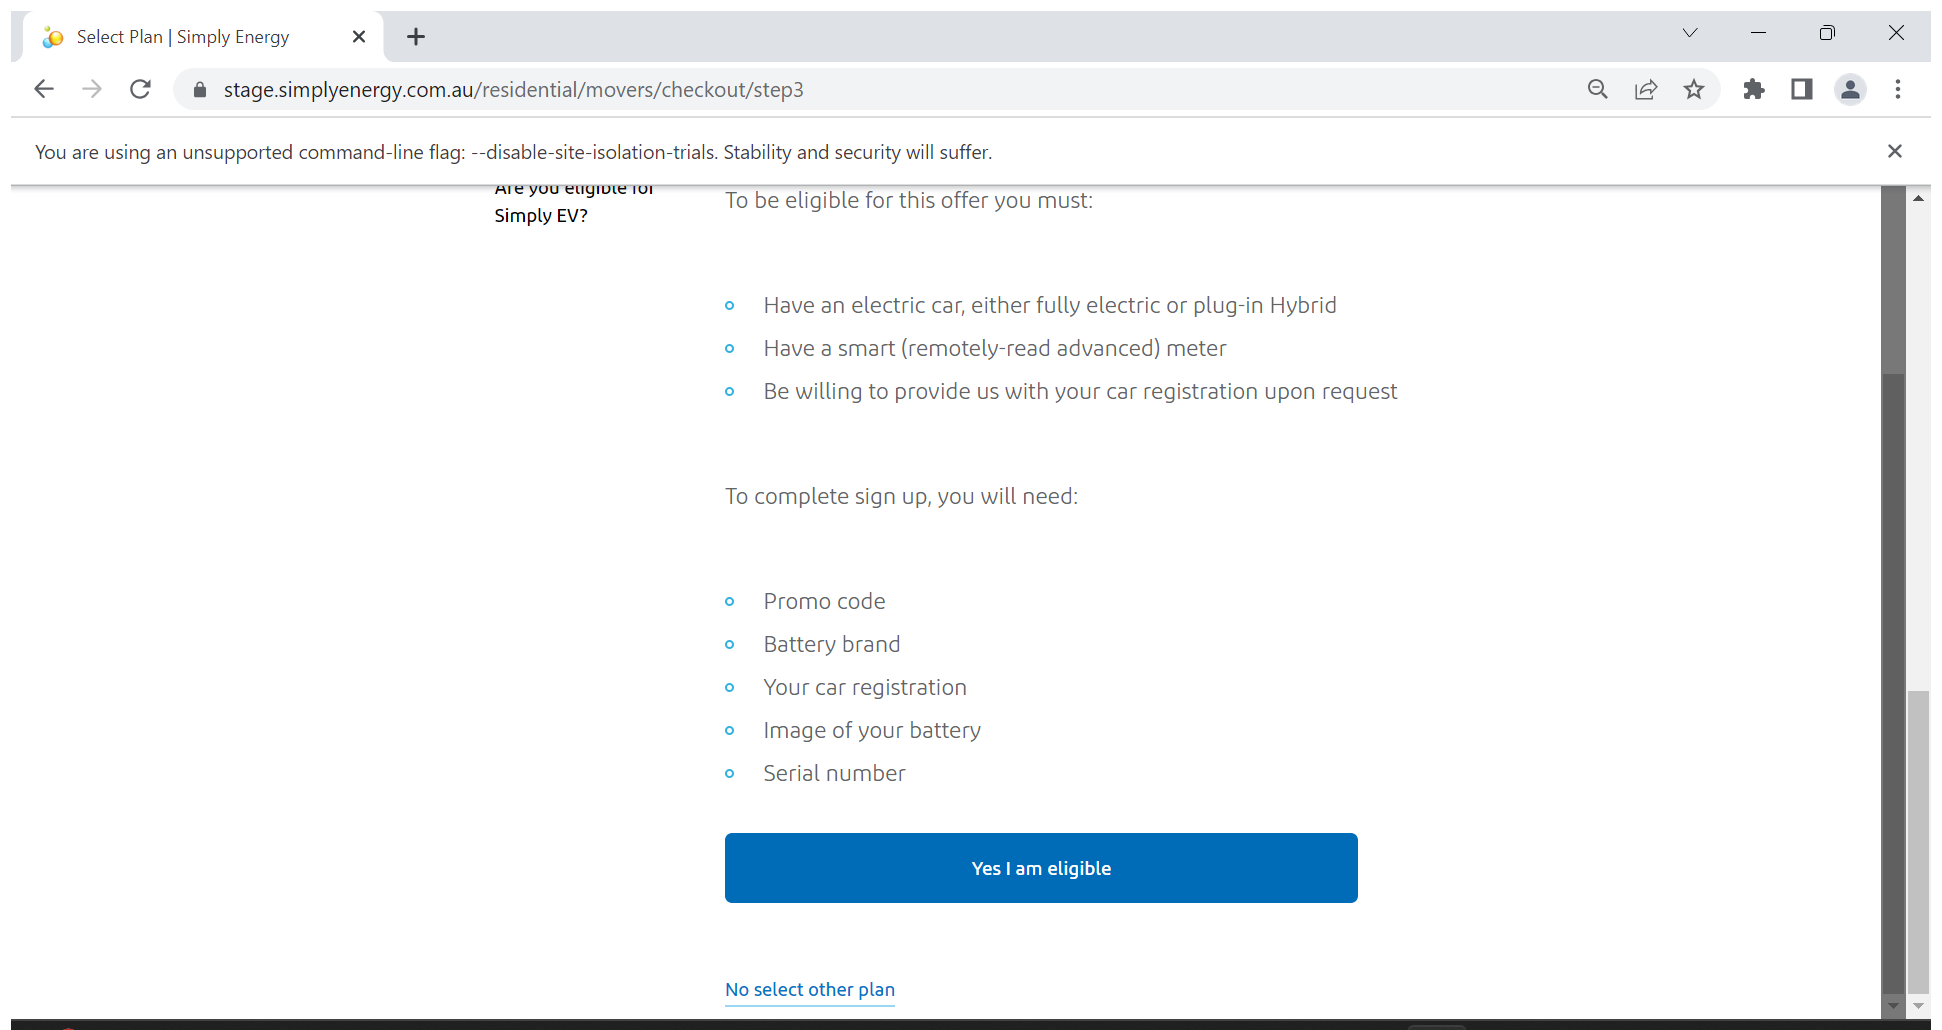 Select Plan | Simply Energy
stage.simplyenergy.com.au/residential/movers/checkout/step3
You are using an unsupported command-line flag: --disable-site-isolation-trials. Stability and security will suffer.
Are you eligible for
Simply EV?
To be eligible for this offer you must:
Have an electric car, either fully electric or plug-in Hybrid
Have a smart (remotely-read advanced) meter
Be willing to provide us with your car registration upon request
To complete sign up, you will need:
Promo code
Battery brand
Your car registration
Image of your battery
Serial number
Yes I am eligible
No select other plan